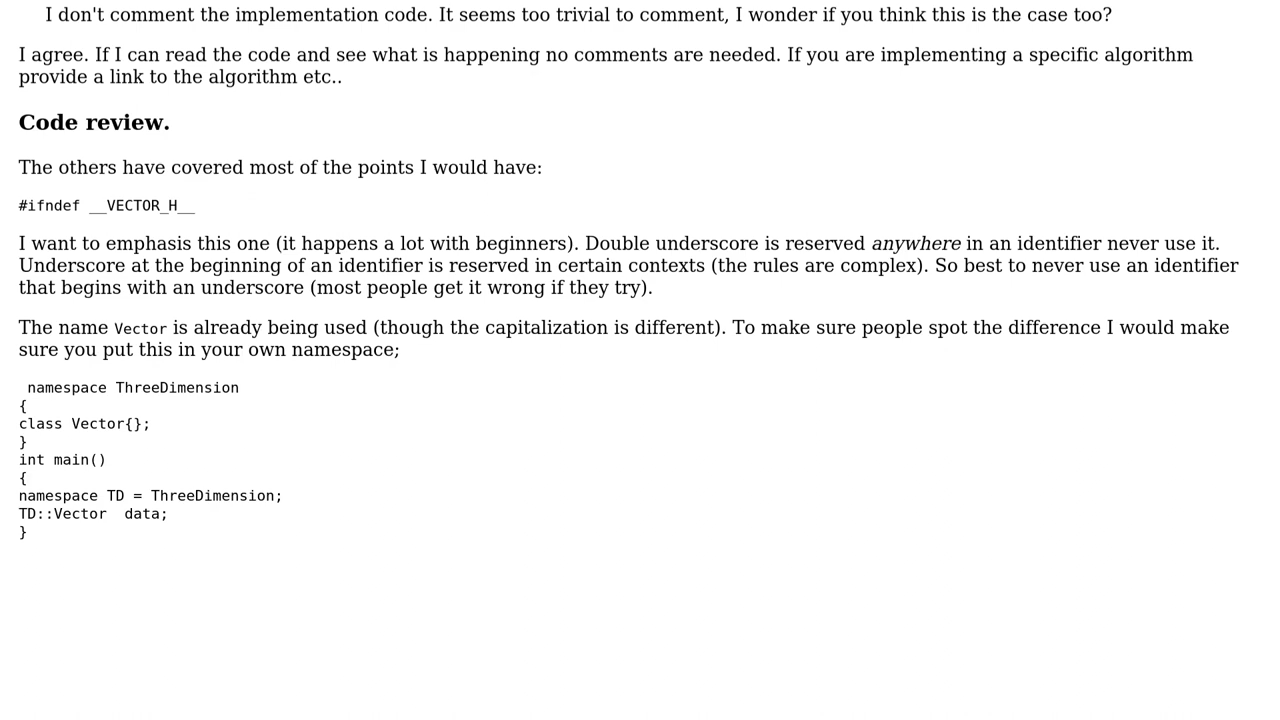 I don't comment the implementation code. It seems too trivial to comment, I wonder if you think this is the case too?
I agree. If I can read the code and see what is happening no comments are needed. If you are implementing a specific algorithm
provide a link to the algorithm etc..
Code review.
The others have covered most of the points I would have:
#ifndef __VECTOR_H__
I want to emphasis this one (it happens a lot with beginners). Double underscore is reserved anywhere in an identifier never use it.
Underscore at the beginning of an identifier is reserved in certain contexts (the rules are complex). So best to never use an identifier
that begins with an underscore (most people get it wrong if they try).
The name Vector is already being used (though the capitalization is different). To make sure people spot the difference I would make
sure you put this in your own namespace;
 namespace ThreeDimension
{
class Vector{};
}
int main()
{
namespace TD = ThreeDimension;
TD::Vector  data;
}